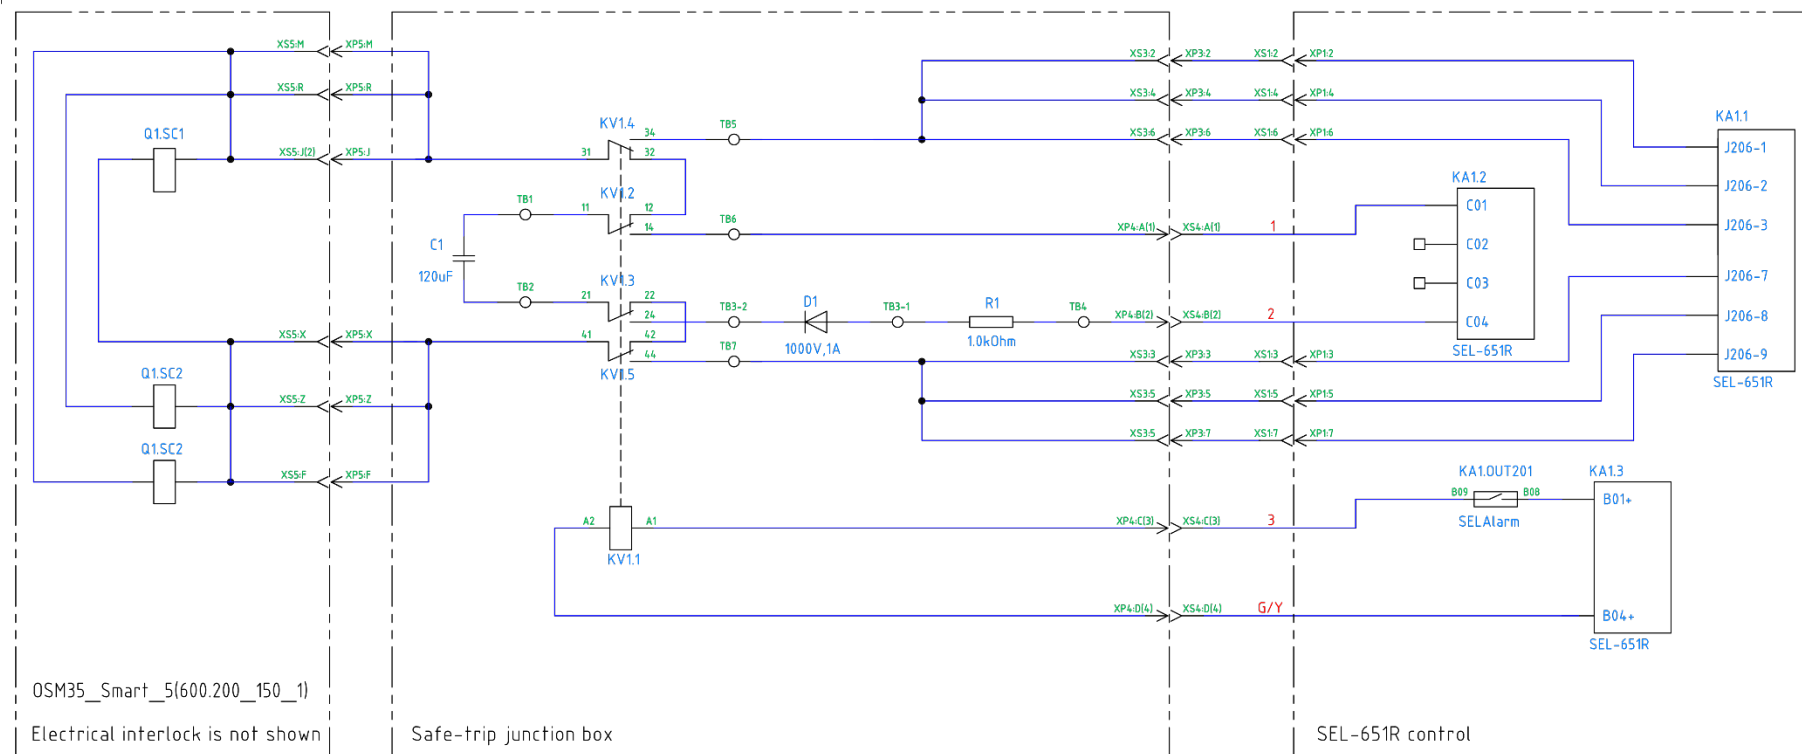 XS5:M XP5:M
XS3:2 XP3:2 XS1:2 XP1:2
XS5:R XP5:R
XS3:4 XP3:4 XS1:4 XP1:4
KA1.1
Q1.SC1
KV1.4 34 TB5
XS3:6 XP3:6 XS1:6 XP1:6
J206-1
XS5:J(2) XP5:J
31 32
KA1.2
J206-2
KV1.2
TB1 11 12
C01
14 TB6
XP4:A(1) XS4:A(1) 1
J206-3
C1
C02
120uF
KV1.3
J206-7
TB2 21 22
C03
TB3-2 D1 TB3-1 R1 TB4
24
XP4:B(2) XS4:B(2) 2
C04
J206-8
XS5:X XP5:X
41 42
1000V,1A
1.0kOhm
SEL-651R
TB7
44
XS3:3 XP3:3 XS1:3 XP1:3
J206-9
Q1.SC2
KV1.5
SEL-651R
XS5:Z XP5:Z
XS3:5 XP3:5 XS1:5 XP1:5
XS3:5 XP3:7 XS1:7 XP1:7
Q1.SC2
XS5:F XP5:F
KA1.OUT201
KA1.3
B09 B08
B01+
A2 A1
XP4:C(3) XS4:C(3) 3
SELAlarm
KV1.1
XP4:D(4) XS4:D(4) G/Y
B04+
SEL-651R
OSM35_Smart_5(600.200_150_1)
Electrical interlock is not shown
Safe-trip junction box
SEL-651R control